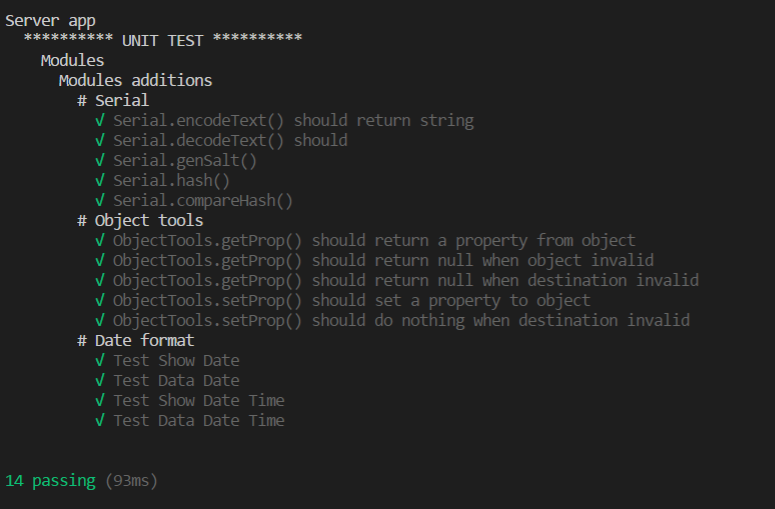 Server app
********** UNIT TEST **********
Modules
Modules additions
# Serial
√ Serial.encodeText() should return string
√ Serial.decodeText() should
√ Serial.genSalt()
√ Serial.hash()
√ Serial.compareHash()
# Object tools
√ ObjectTools.getProp() should return a property from object
√ ObjectTools.getProp() should return null when object invalid
√ ObjectTools.getProp() should return null when destination invalid
√ ObjectTools.setProp() should set a property to object
√ ObjectTools.setProp() should do nothing when destination invalid
# Date format
√ Test Show Date
√ Test Data Date
√ Test Show Date Time
√ Test Data Date Time
14 passing (93ms)